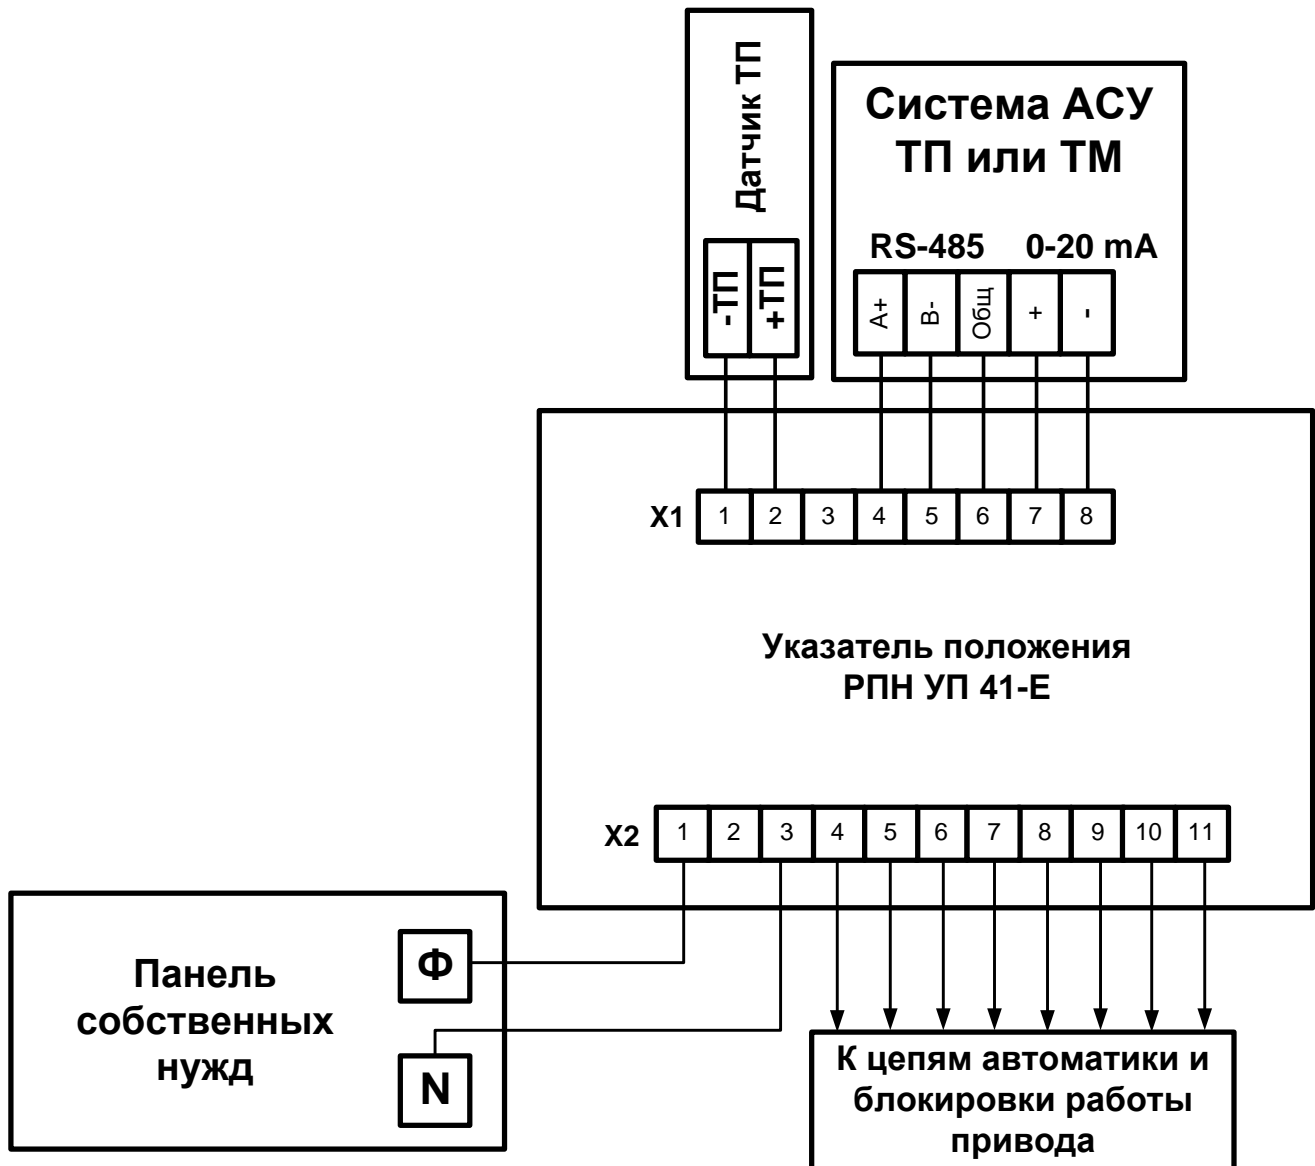 Датчик ТП
-ТП
+ТП
Система АСУ
ТП или ТМ
RS-485 0-20 mA
A+ B- Общ + -
X1 1 2 3 4 5 6 7 8
Указатель положения
РПН УП 41-Е
X2 1 2 3 4 5 6 7 8 9 10 11
Панель
собственных
нужд
Ф
N
К цепям автоматики и
блокировки работы
привода